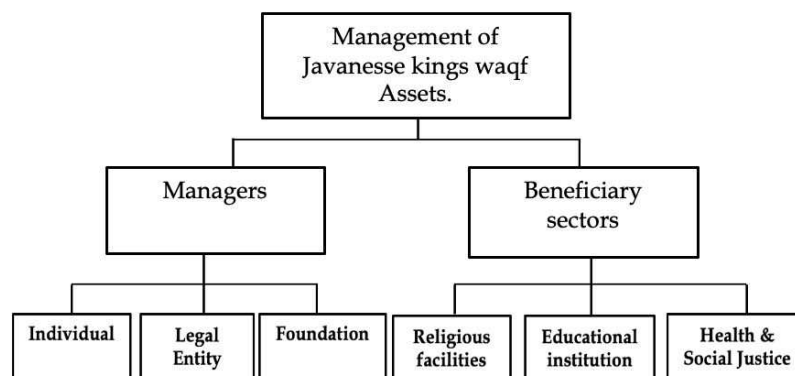 Management of
Javanesse kings waqf
Assets.
Managers
Beneficiary
sectors
Individual
Legal
Entity
Foundation
Religious
facilities
Educational
institution
Health &
Social Justice